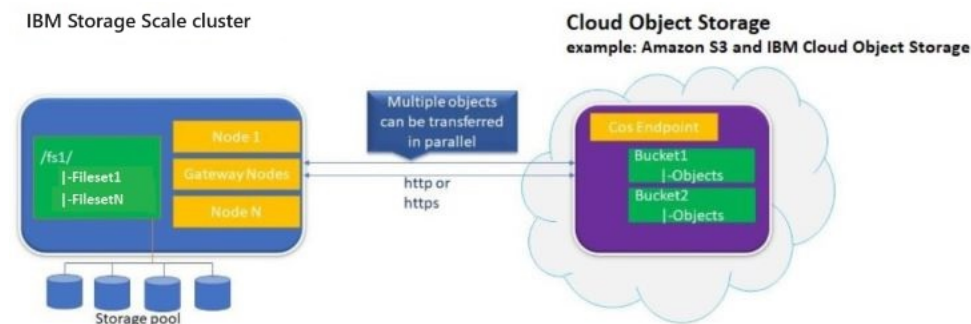 IBM Storage Scale cluster
Cloud Object Storage
example: Amazon S3 and IBM Cloud Object Storage
/fs1/
|-Fileset1
|-FilesetN
Node 1
Gateway Nodes
Node N
Multiple objects
can be transferred
in parallel
http or
https
Cos Endpoint
Bucket1
|-Objects
Bucket2
|-Objects
Storage pool